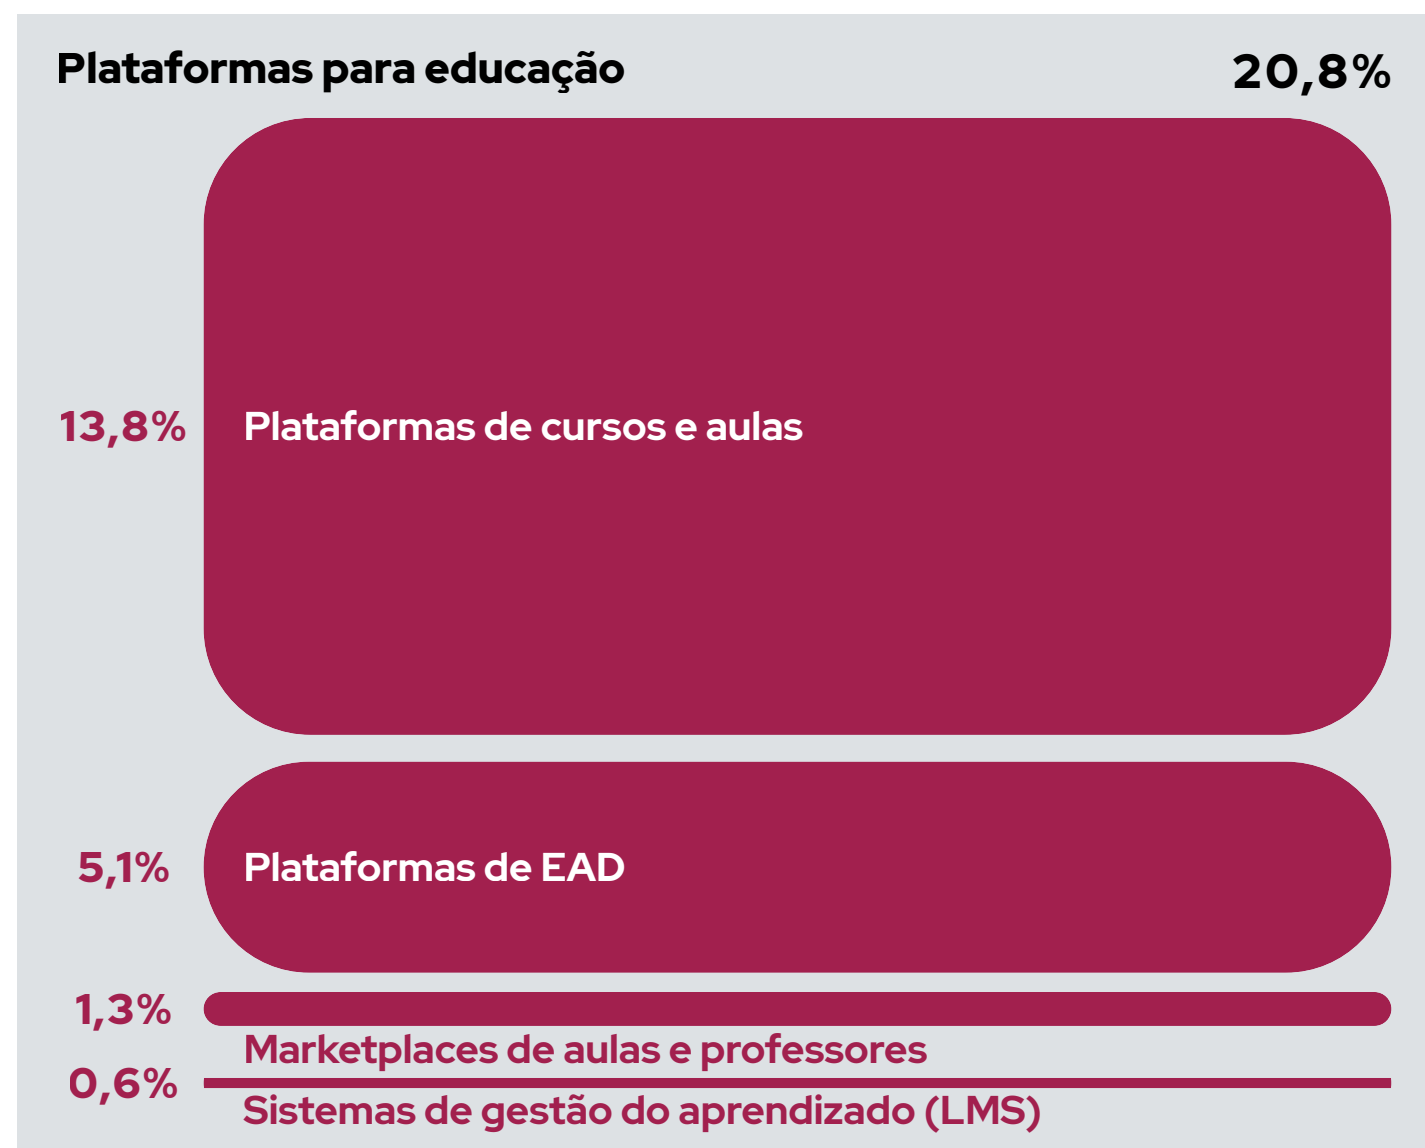 Plataformas para educação
20,8%
13,8%
Plataformas de cursos e aulas
5,1%
Plataformas de EAD
1,3%
Marketplaces de aulas e professores
0,6%
Sistemas de gestão do aprendizado (LMS)